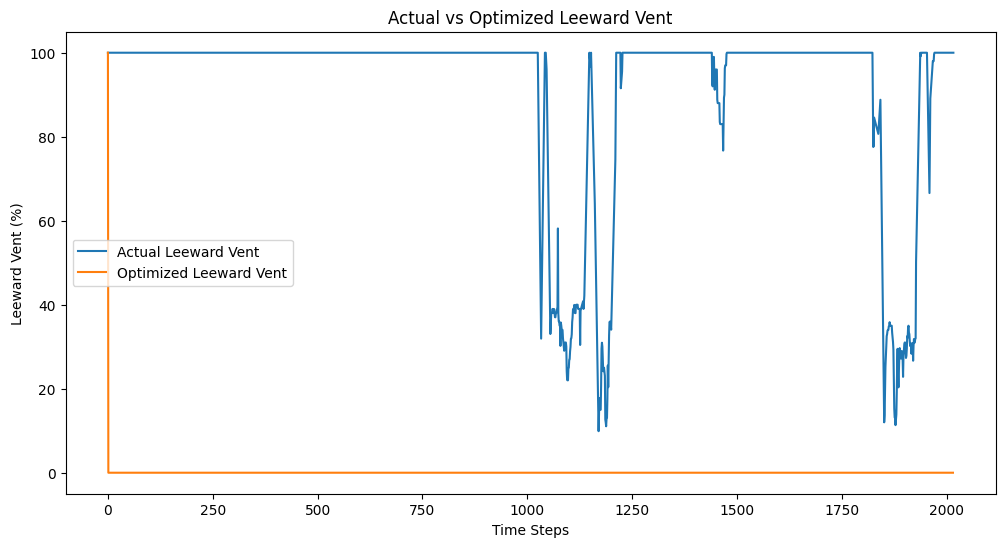 Actual vs Optimized Leeward Vent
100
80
60
40
20
0
Leeward Vent (%)
Actual Leeward Vent
Optimized Leeward Vent
0 250 500 750 1000 1250 1500 1750 2000
Time Steps